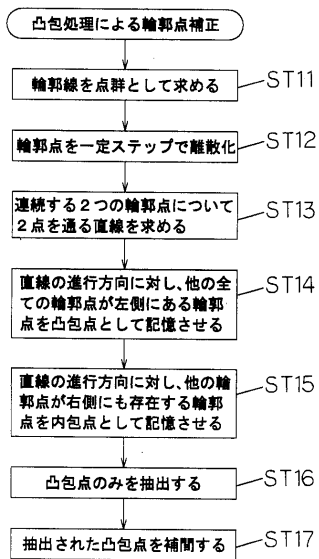 凸包処理による輪郭点補正
輪郭線を点群として求める
ST11
輪郭点を一定ステップで離散化
ST12
連続する2つの輪郭点について
2点を通る直線を求める
ST13
直線の進行方向に対し、他の全
ての輪郭点が左側にある輪郭
点を凸包点として記憶させる
ST14
直線の進行方向に対し、他の輪
郭点が右側にも存在する輪郭
点を内包点として記憶させる
ST15
凸包点のみを抽出する
ST16
抽出された凸包点を補間する
ST17